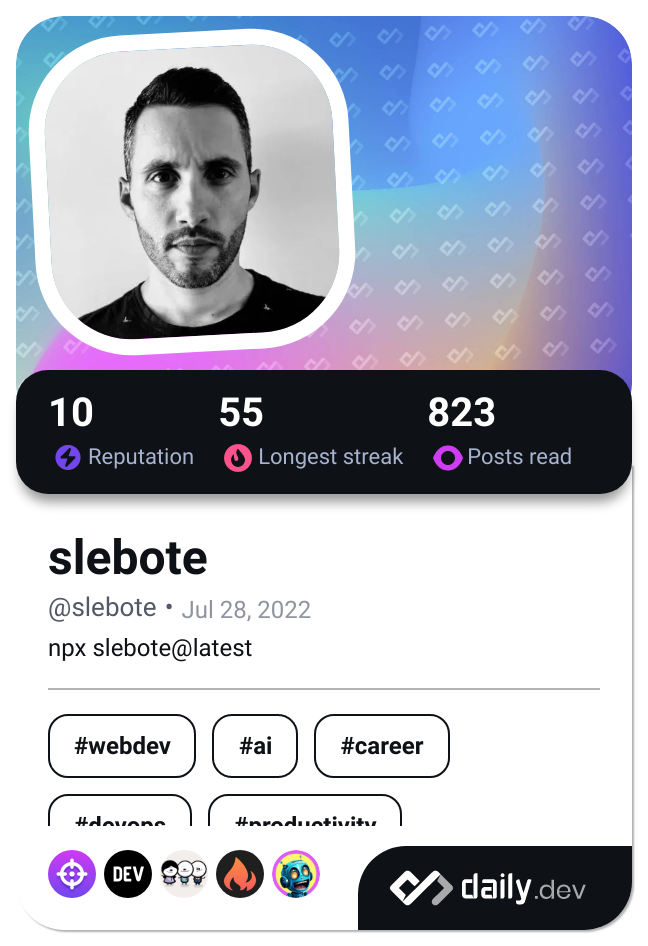 10 55 823
Reputation Longest streak Posts read
slebote
@slebote • Jul 28, 2022
npx slebote@latest
#webdev #ai #career
#devops #productivity
DEV
daily.dev